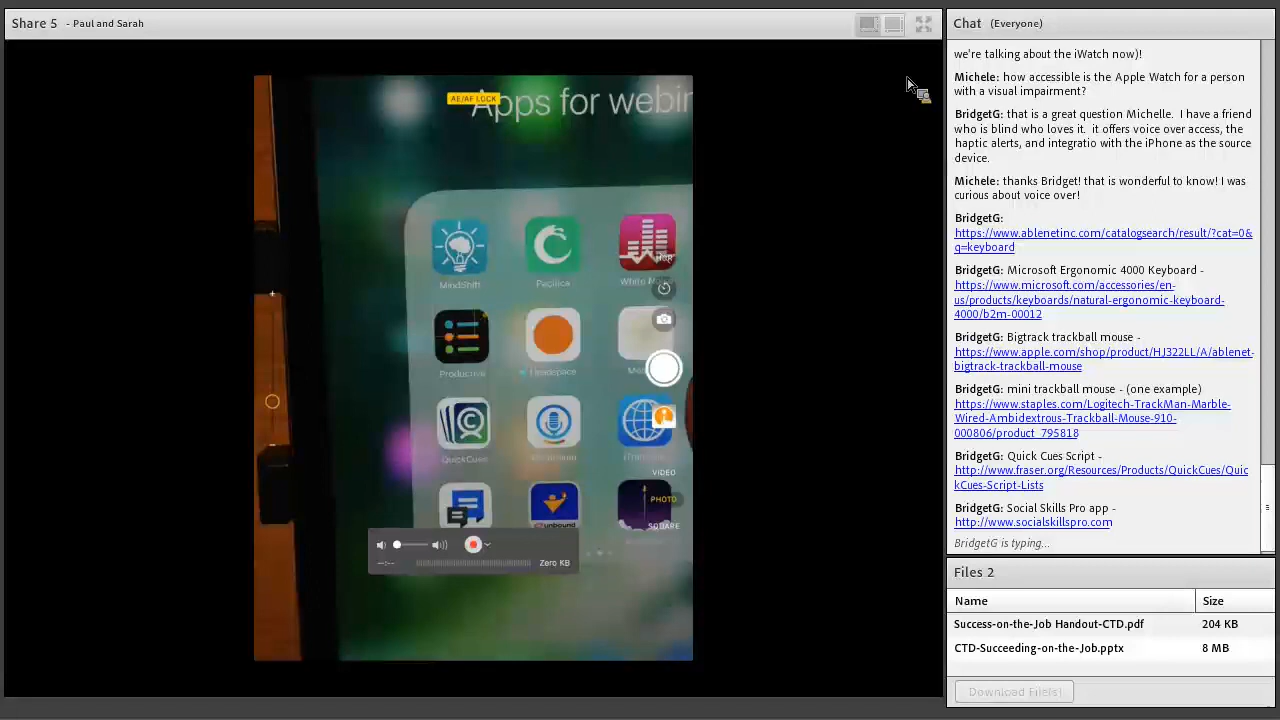 Share 5 - Paul and Sarah
AE/AF LOCK
Apps for webin
MindShift
Pacifica
White
HDR
Productive
Headspace
QuickCues
VIDEO
PHOTO
unbound
SQUARE
--:--
Zero KB
Chat (Everyone)
we're talking about the iWatch now)!
Michele: how accessible is the Apple Watch for a person
with a visual impairment?
BridgetG: that is a great question Michelle. I have a friend
who is blind who loves it. it offers voice over access, the
haptic alerts, and integratio with the iPhone as the source
device.
Michele: thanks Bridget! that is wonderful to know! I was
curious about voice over!
BridgetG:
https://www.ablenetinc.com/catalogsearch/result/?cat=0&
q=keyboard
BridgetG: Microsoft Ergonomic 4000 Keyboard -
https://www.microsoft.com/accessories/en-
us/products/keyboards/natural-ergonomic-keyboard-
4000/b2m-00012
BridgetG: Bigtrack trackball mouse -
https://www.apple.com/shop/product/HJ322LL/A/ablenet-
bigtrack-trackball-mouse
BridgetG: mini trackball mouse - (one example)
https://www.staples.com/Logitech-TrackMan-Marble-
Wired-Ambidextrous-Trackball-Mouse-910-
000806/product_795818
BridgetG: Quick Cues Script -
http://www.fraser.org/Resources/Products/QuickCues/Quic
kCues-Script-Lists
BridgetG: Social Skills Pro app -
http://www.socialskillspro.com
BridgetG is typing...
Files 2
Name Size
Success-on-the-Job Handout-CTD.pdf 204 KB
CTD-Succeeding-on-the-Job.pptx 8 MB
Download File(s)